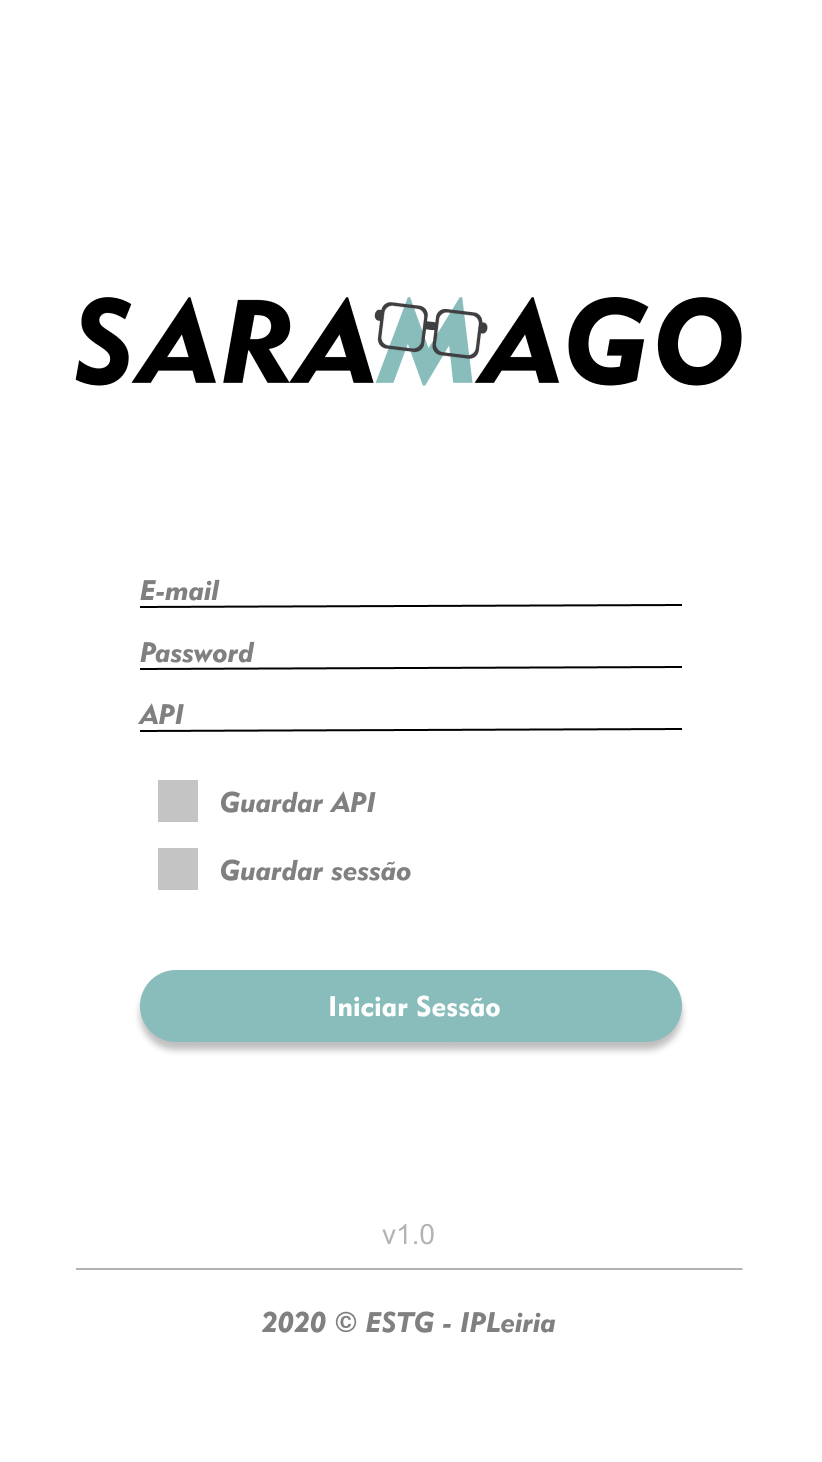 SARAMAGO
E-mail
Password
API
Guardar API
Guardar sessão
Iniciar Sessão
v1.0
2020 © ESTG - IPLeiria